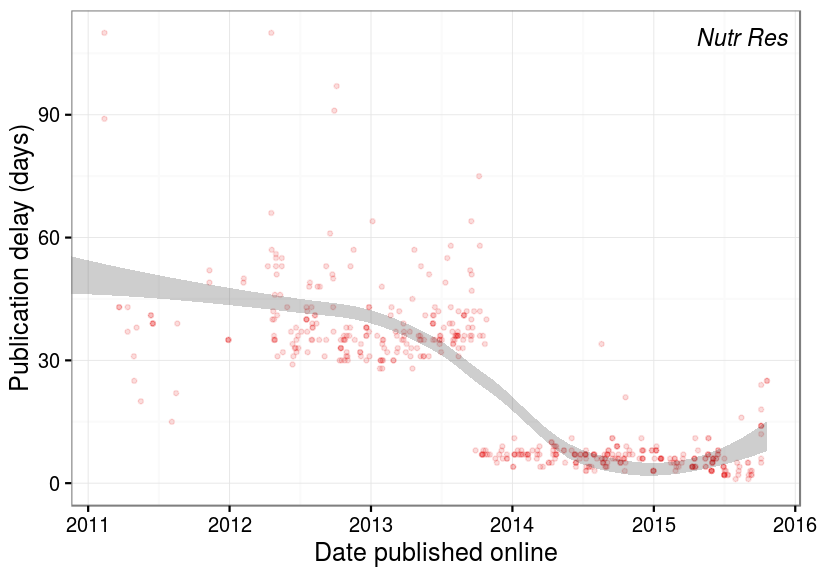 Nutr Res
Publication delay (days)
90
60
30
0
2011 2012 2013 2014 2015 2016
Date published online